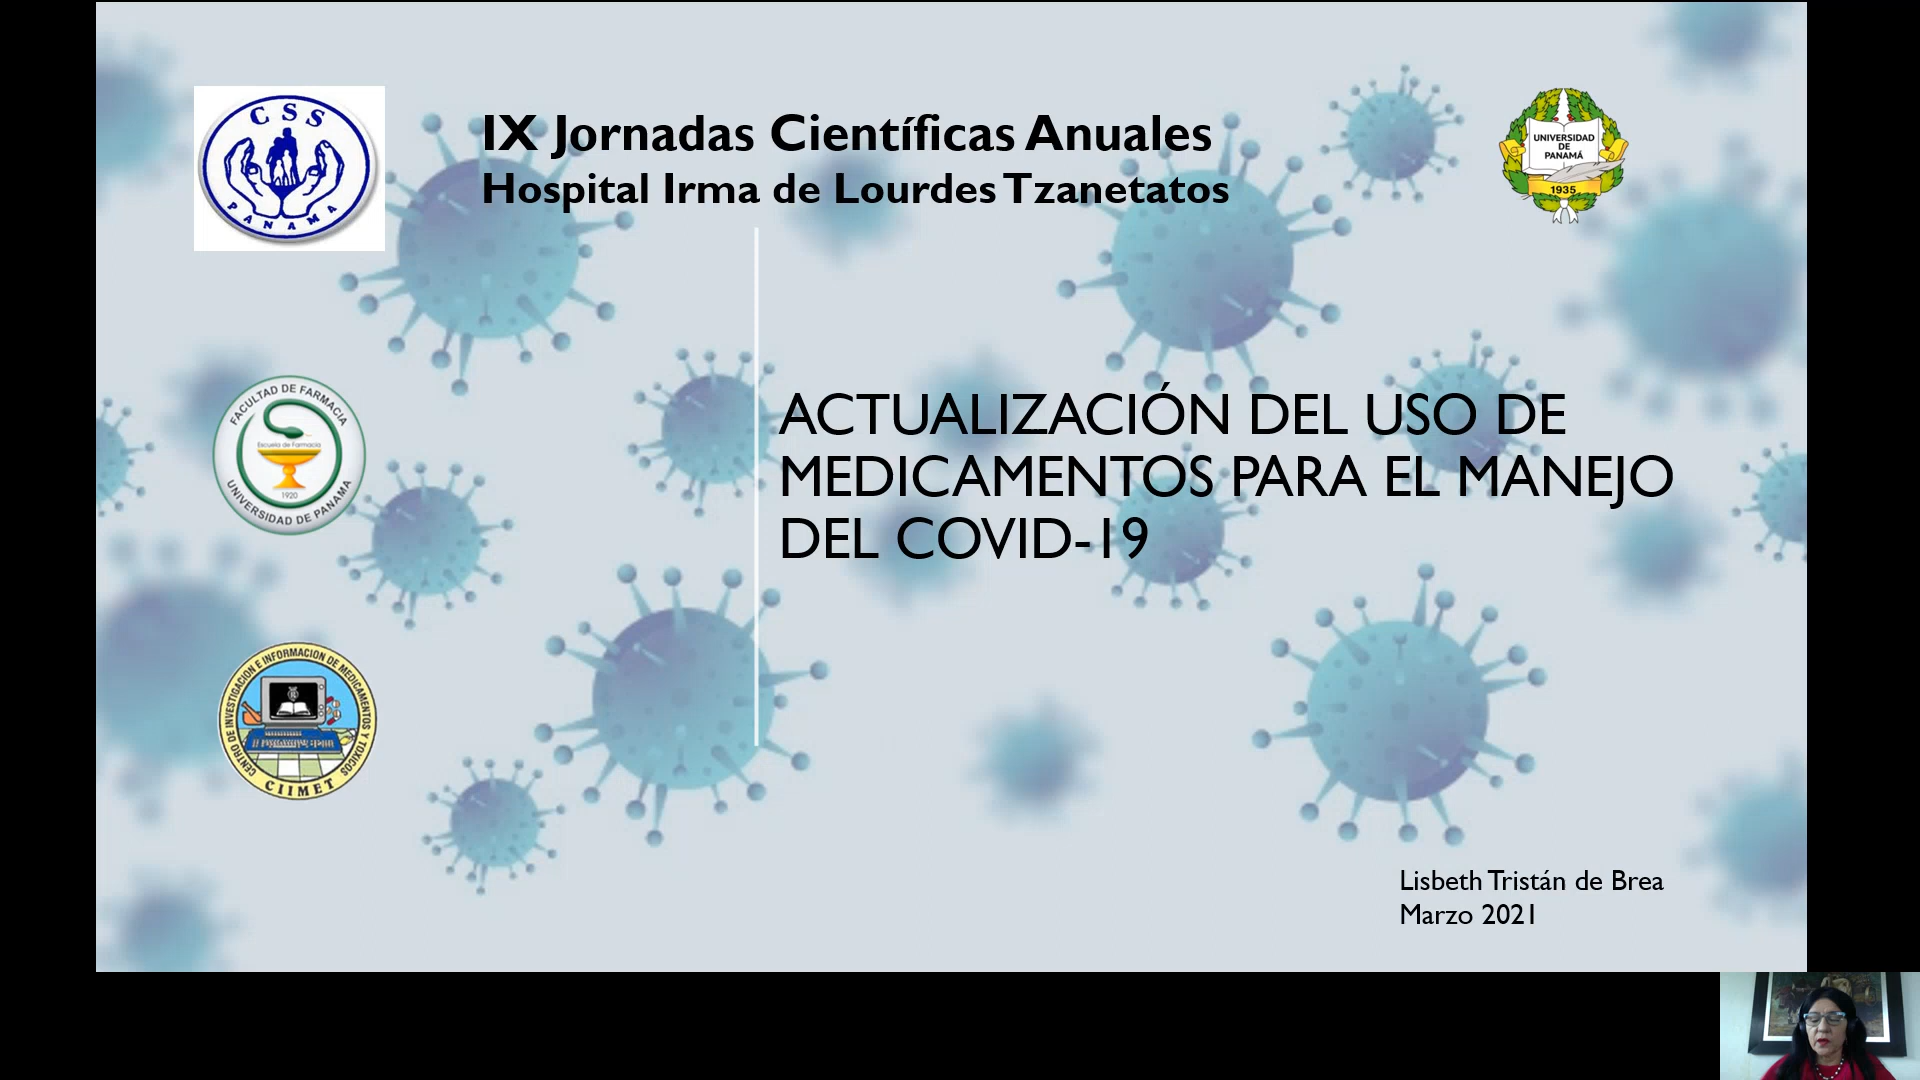 CSS
PANAMA
IX Jornadas Científicas Anuales
Hospital Irma de Lourdes Tzanetatos
UNIVERSIDAD
DE
PANAMÁ
1935
FACULTAD DE FARMACIA
Escuela de Farmacia
1920
UNIVERSIDAD DE PANAMA
ACTUALIZACIÓN DEL USO DE
MEDICAMENTOS PARA EL MANEJO
DEL COVID-19
CENTRO DE INVESTIGACION E INFORMACION DE MEDICAMENTOS Y TOXICOS
CIIMET
Lisbeth Tristán de Brea
Marzo 2021